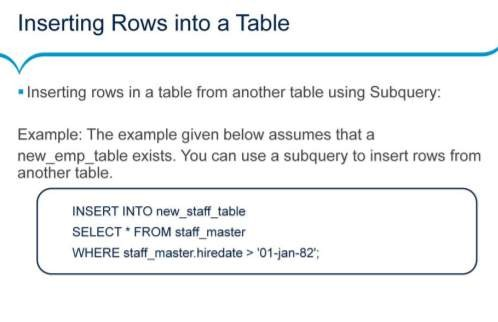 Inserting Rows into a Table
Inserting rows in a table from another table using Subquery:
Example: The example given below assumes that a
new_emp_table exists. You can use a subquery to insert rows from
another table.
INSERT INTO new_staff_table
SELECT * FROM staff_master
WHERE staff_master.hiredate > '01-jan-82';